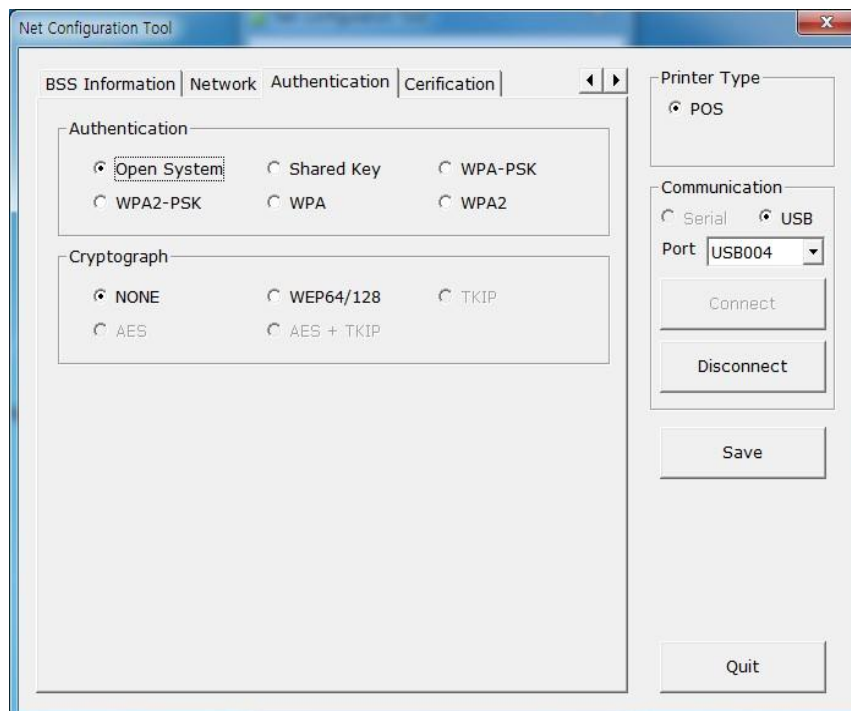 Net Configuration Tool
BSS Information Network Authentication Cerification
Authentication
Open System Shared Key WPA-PSK
WPA2-PSK WPA WPA2
Cryptograph
NONE WEP64/128 TKIP
AES AES + TKIP
Printer Type
POS
Communication
Serial USB
Port USB004
Connect
Disconnect
Save
Quit